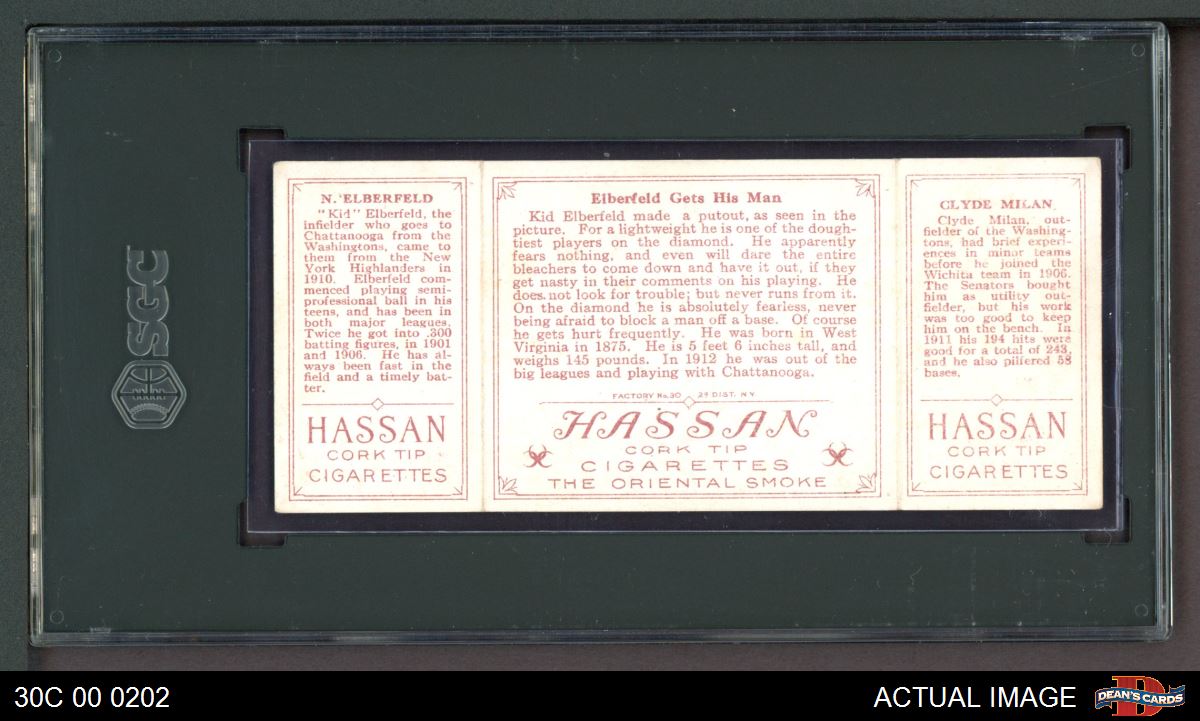 SGC
N. ELBERFELD
"Kid" Elberfeld, the
infielder who goes to
Chattanooga from the
Washingtons, came to
them from the New
York Highlanders in
1910. Elberfeld com-
menced playing semi-
professional ball in his
teens, and has been in
both major leagues.
Twice he got into .300
batting figures, in 1901
and 1906. He has al-
ways been fast in the
field and a timely bat-
ter.
HASSAN
CORK TIP
CIGARETTES
Elberfeld Gets His Man
Kid Elberfeld made a putout, as seen in the
picture. For a lightweight he is one of the dough-
tiest players on the diamond. He apparently
fears nothing, and even will dare the entire
bleachers to come down and have it out, if they
get nasty in their comments on his playing. He
does not look for trouble; but never runs from it.
On the diamond he is absolutely fearless, never
being afraid to block a man off a base. Of course
he gets hurt frequently. He was born in West
Virginia in 1875. He is 5 feet 6 inches tall, and
weighs 145 pounds. In 1912 he was out of the
big leagues and playing with Chattanooga.
FACTORY No. 30 2d DIST. N.Y.
HASSAN
CORK TIP
CIGARETTES
THE ORIENTAL SMOKE
CLYDE MILAN
Clyde Milan, out-
fielder of the Washing-
tons, had brief experi-
ences in minor teams
before he joined the
Wichita team in 1906.
The Senators bought
him as utility out-
fielder, but his work
was too good to keep
him on the bench. In
1911 his 194 hits were
good for a total of 243,
and he also pilfered 58
bases.
HASSAN
CORK TIP
CIGARETTES
30C 00 0202
ACTUAL IMAGE
DEAN'S CARDS